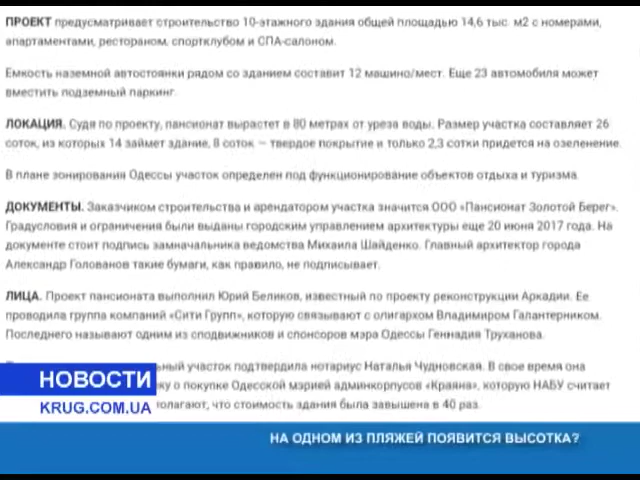 ПРОЕКТ предусматривает строительство 10-этажного здания общей площадью 14,6 тыс. м2 с номерами,
апартаментами, рестораном, спортклубом и СПА-салоном.
Емкость наземной автостоянки рядом со зданием составит 12 машино/мест. Еще 23 автомобиля может
вместить подземный паркинг.
ЛОКАЦИЯ. Судя по проекту, пансионат вырастет в 80 метрах от уреза воды. Размер участка составляет 26
соток, из которых 14 займет здание, 8 соток — твердое покрытие и только 2,3 сотки придется на озеленение.
В плане зонирования Одессы участок определен под функционирование объектов отдыха и туризма.
ДОКУМЕНТЫ. Заказчиком строительства и арендатором участка значится ООО «Пансионат Золотой Берег».
Градусловия и ограничения были выданы городским управлением архитектуры еще 20 июня 2017 года. На
документе стоит подпись замначальника ведомства Михаила Шайденко. Главный архитектор города
Александр Голованов такие бумаги, как правило, не подписывает.
ЛИЦА. Проект пансионата выполнил Юрий Беликов, известный по проекту реконструкции Аркадии. Ее
проводила группа компаний «Сити Групп», которую связывают с олигархом Владимиром Галантерником.
Последнего называют одним из сподвижников и спонсоров мэра Одессы Геннадия Труханова.
ьный участок подтвердила нотариус Наталья Чудновская. В свое время она
ку о покупке Одесской мэрией админкорпусов «Краяна», которую НАБУ считает
олагают, что стоимость здания была завышена в 40 раз.
НОВОСТИ
KRUG.COM.UA
НА ОДНОМ ИЗ ПЛЯЖЕЙ ПОЯВИТСЯ ВЫСОТКА?